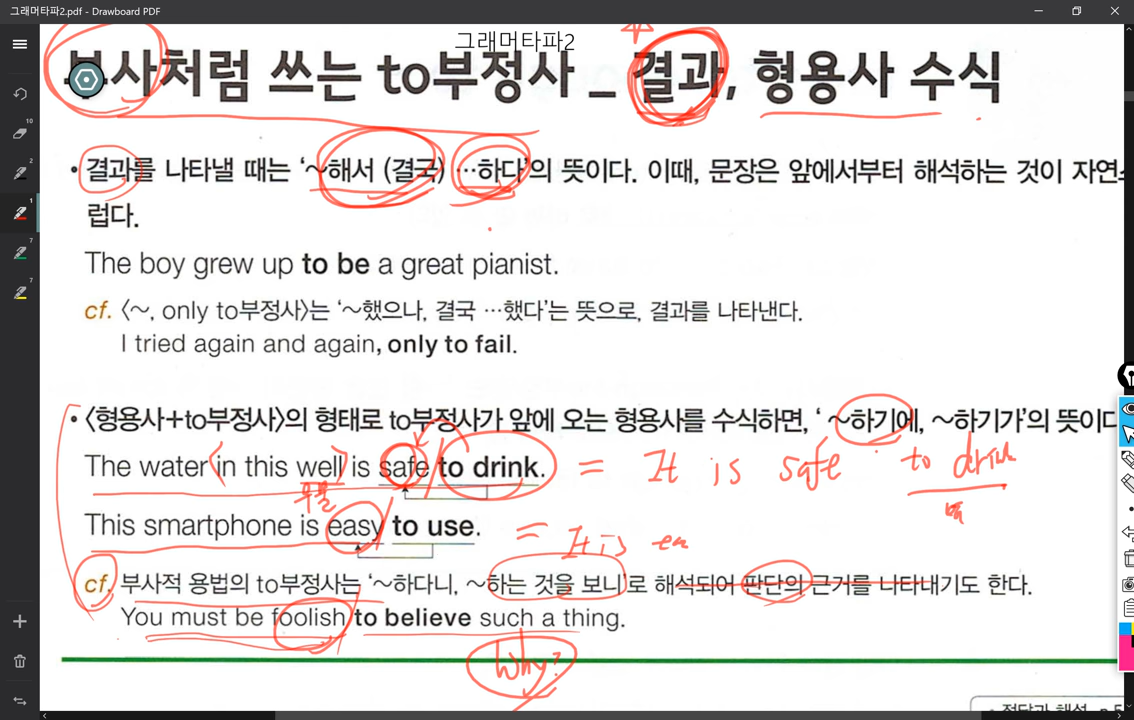 그래머타파2.pdf - Drawboard PDF
그래머타파2
부사처럼 쓰는 to부정사 _ 결과, 형용사 수식
• 결과를 나타낼 때는 '~해서 (결국) …하다'의 뜻이다. 이때, 문장은 앞에서부터 해석하는 것이 자연스
럽다.
The boy grew up to be a great pianist.
cf. 〈~, only to부정사〉는 '~했으나, 결국 …했다'는 뜻으로, 결과를 나타낸다.
I tried again and again, only to fail.
• 〈형용사+to부정사〉의 형태로 to부정사가 앞에 오는 형용사를 수식하면, '~하기에, ~하기가'의 뜻이다
The water (in this well) is safe / to drink. = It is safe to drink
우물
This smartphone is easy / to use. = It is ea
cf. 부사적 용법의 to부정사는 '~하다니, ~하는 것을 보니'로 해석되어 판단의 근거를 나타내기도 한다.
You must be foolish / to believe such a thing.
Why?